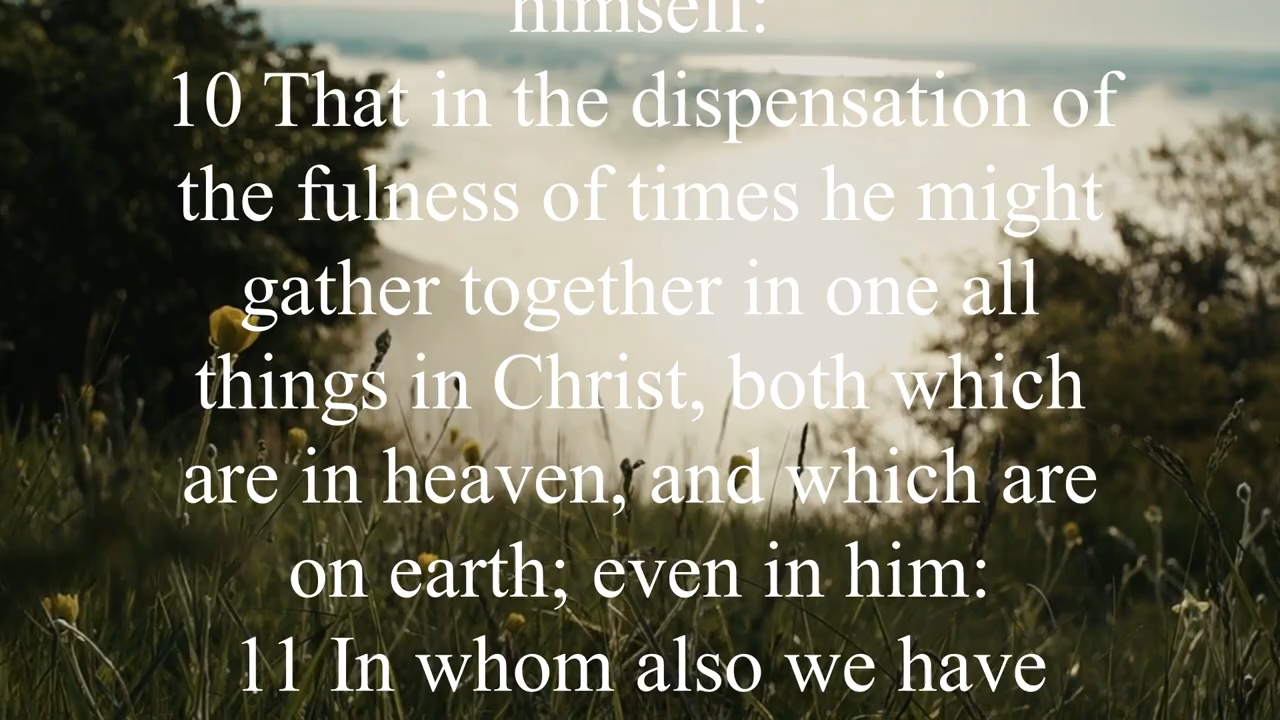 himself:
10 That in the dispensation of
the fulness of times he might
gather together in one all
things in Christ, both which
are in heaven, and which are
on earth; even in him:
11 In whom also we have